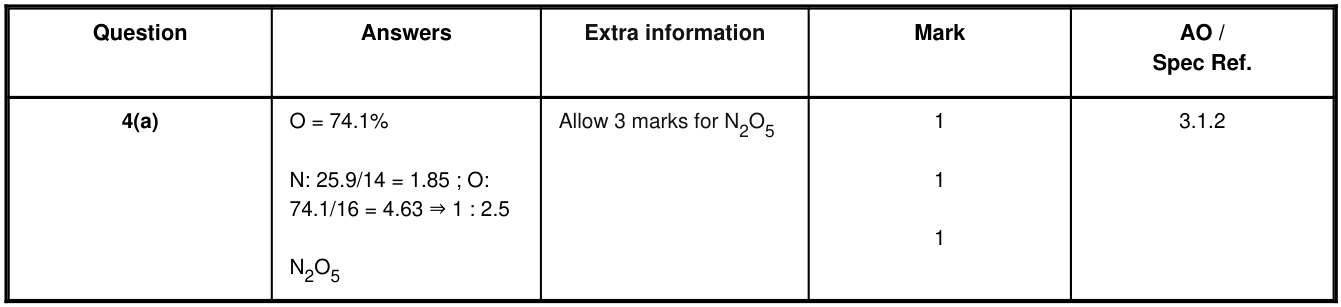 Question
Answers
Extra information
Mark
AO /
Spec Ref.
4(a)
O = 74.1%
N: 25.9/14 = 1.85 ; O:
74.1/16 = 4.63 ⇒ 1 : 2.5
N₂O₅
Allow 3 marks for N₂O₅
1
1
1
3.1.2